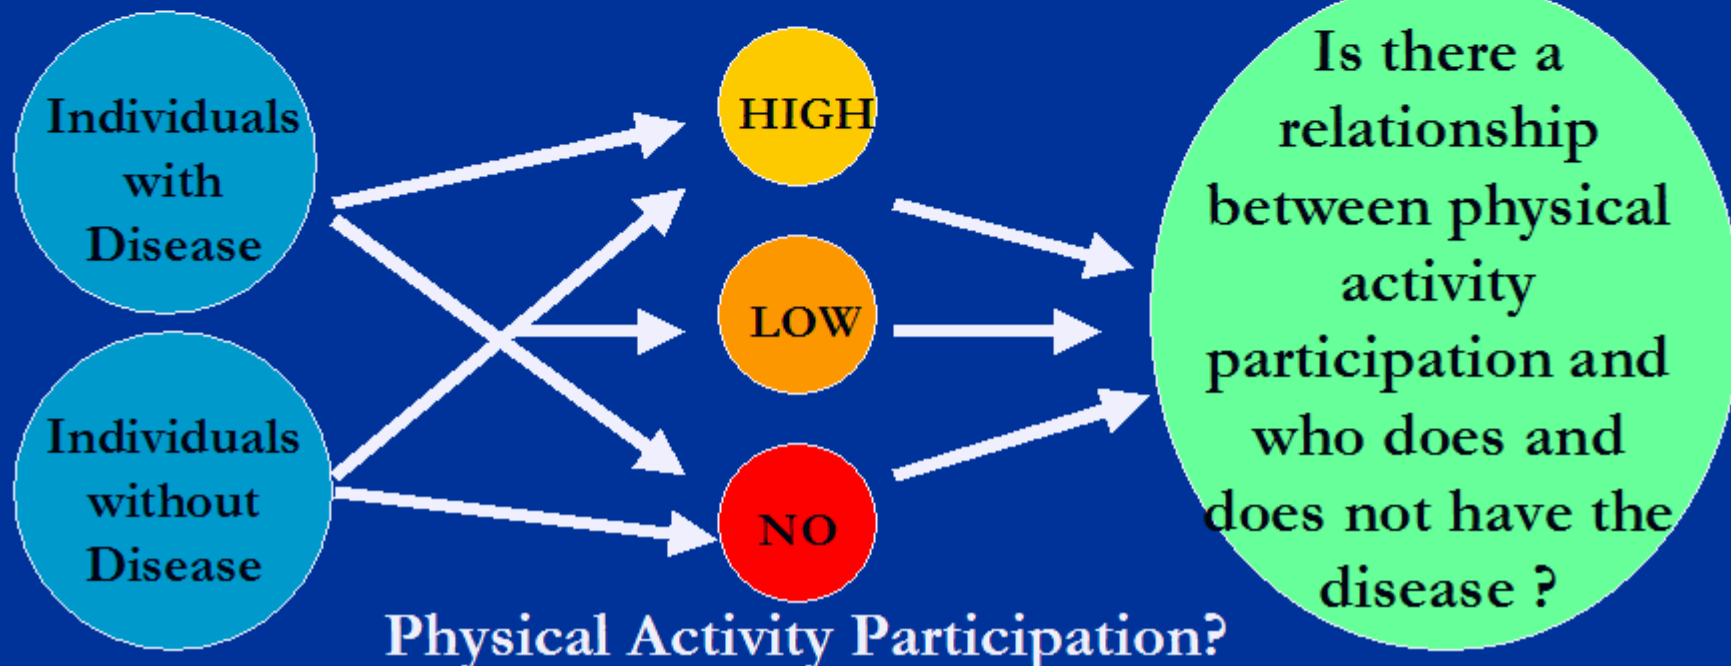 Individuals
with
Disease
Individuals
without
Disease
HIGH
LOW
NO
Physical Activity Participation?
Is there a
relationship
between physical
activity
participation and
who does and
does not have the
disease ?